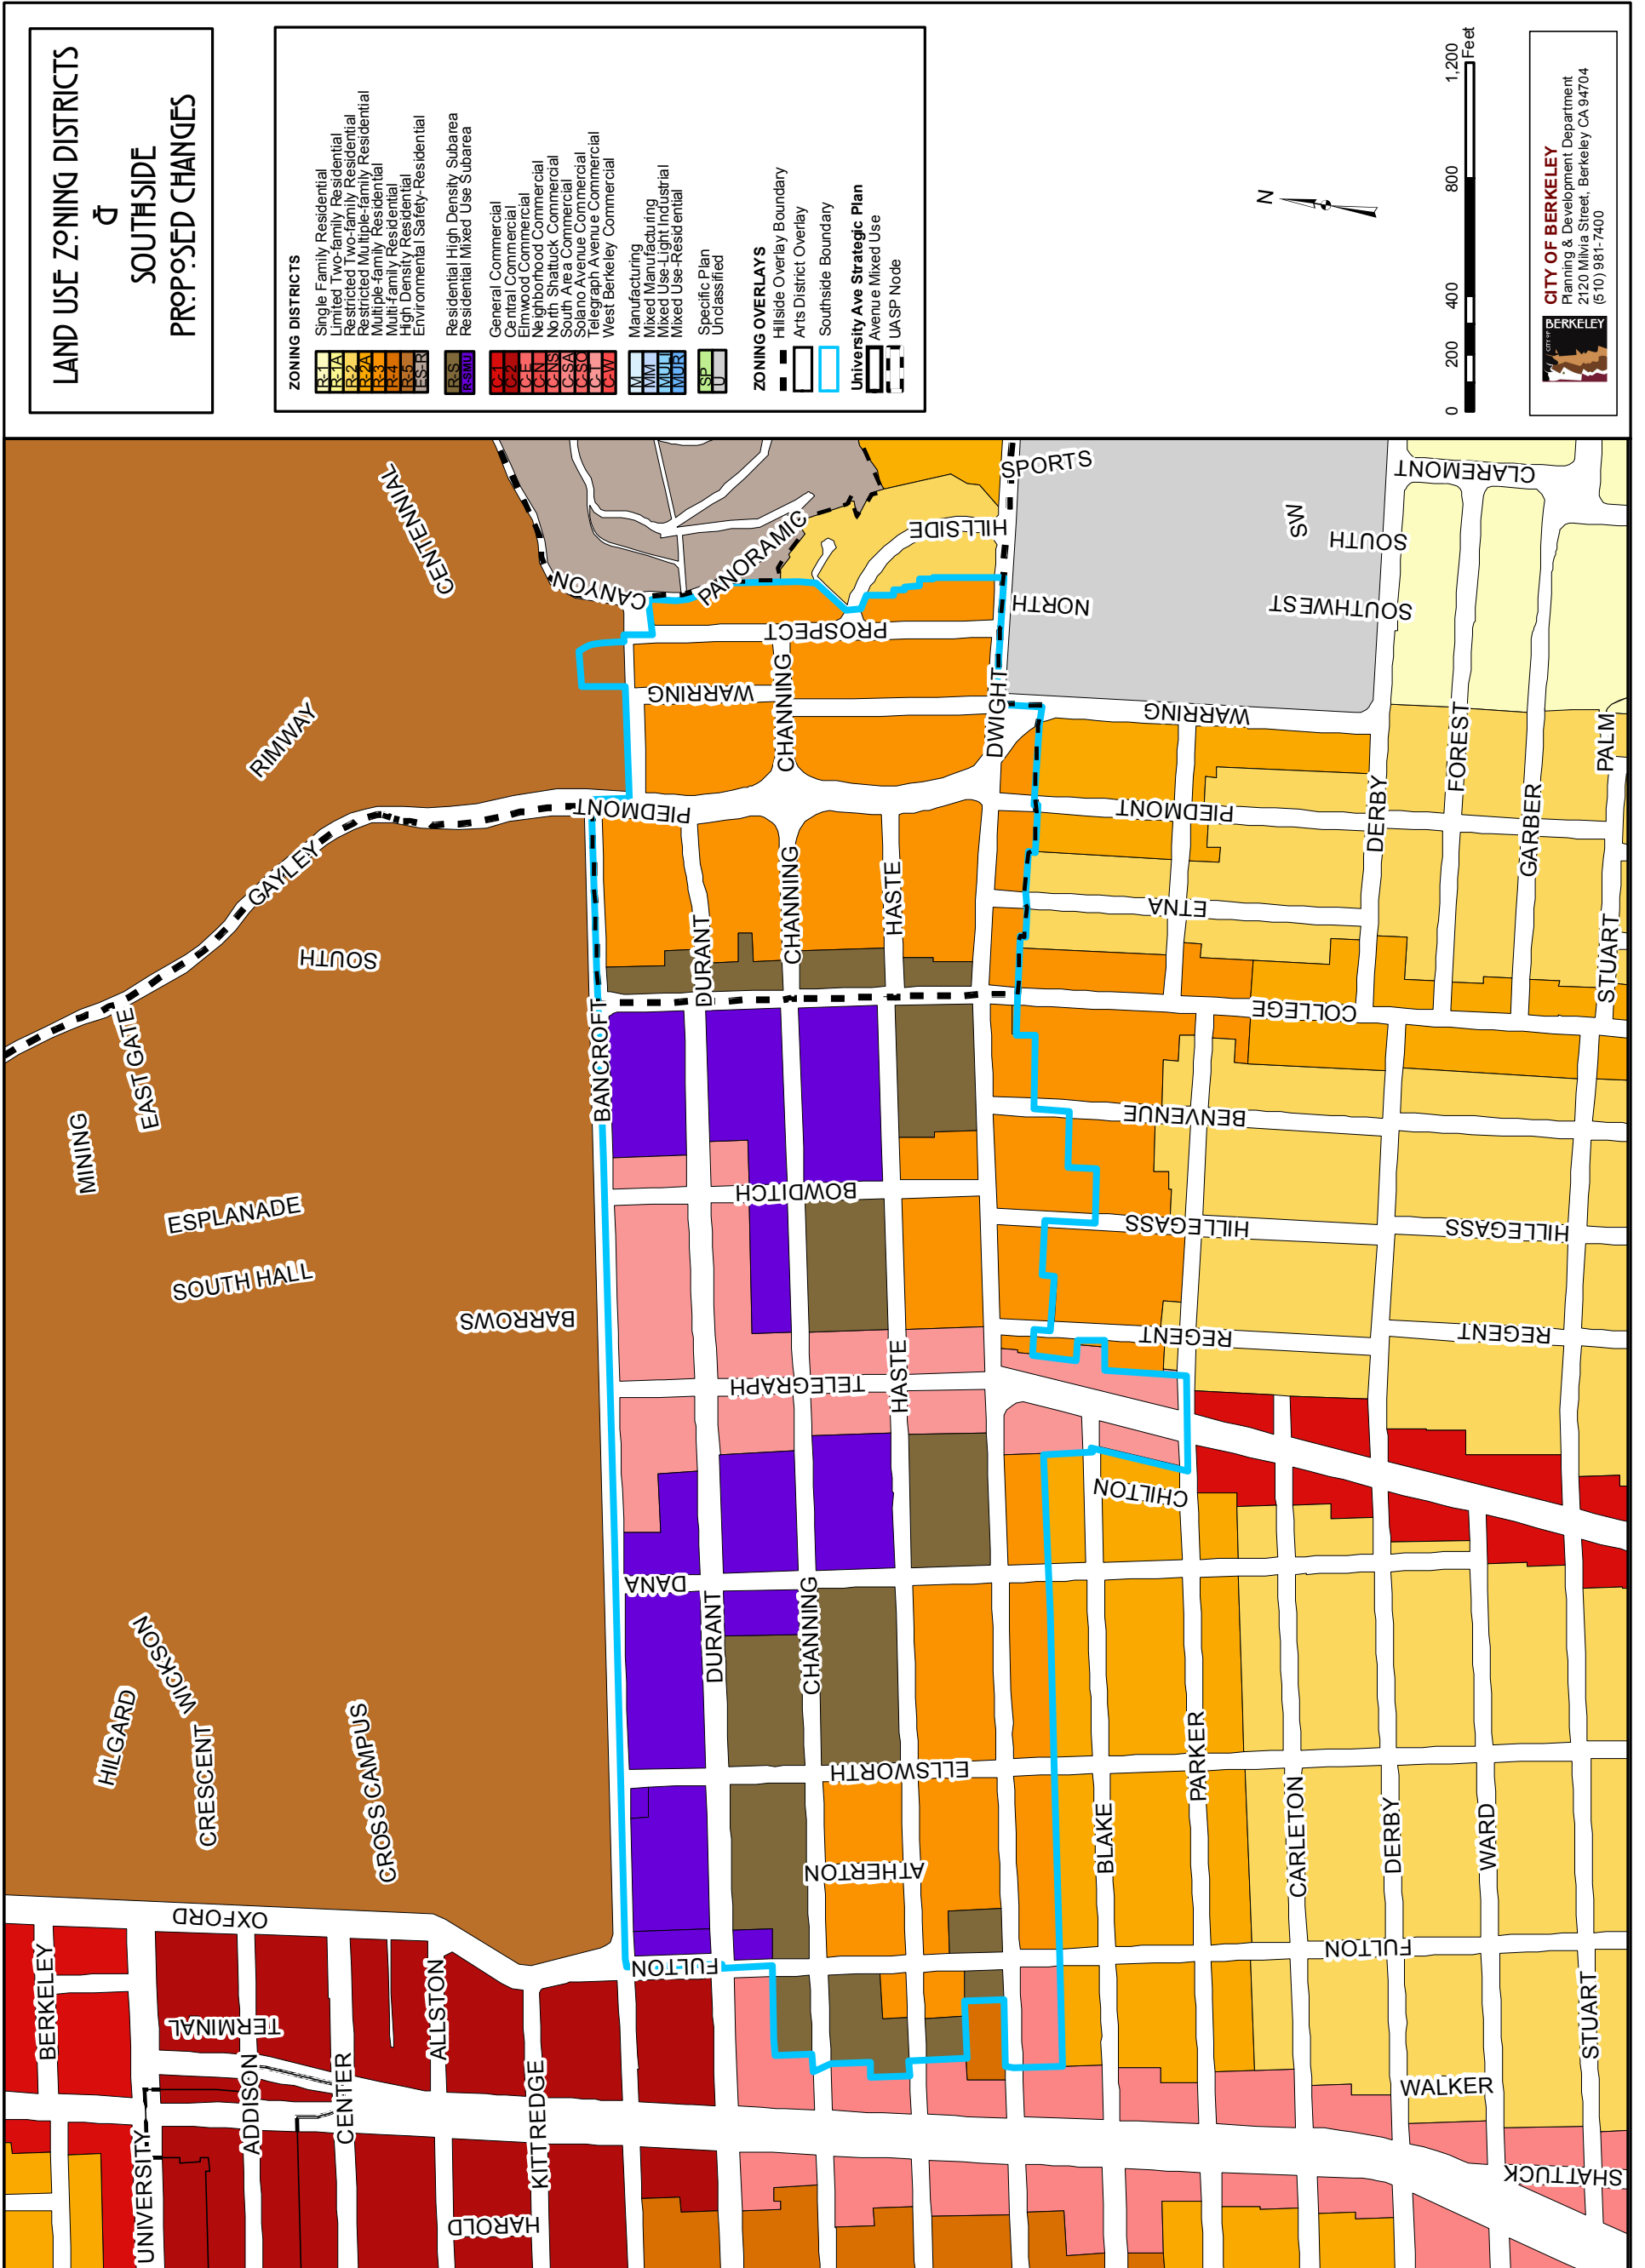 LAND USE ZONING DISTRICTS
&
SOUTHSIDE
PROPOSED CHANGES
ZONING DISTRICTS
R-1 Single Family Residential
R-1A Limited Two-family Residential
R-2 Restricted Two-family Residential
R-2A Restricted Multiple-family Residential
R-3 Multiple-family Residential
R-4 Multi-family Residential
R-5 High Density Residential
ES-R Environmental Safety-Residential
R-S Residential High Density Subarea
R-SMU Residential Mixed Use Subarea
C-1 General Commercial
C-2 Central Commercial
C-E Elmwood Commercial
C-N Neighborhood Commercial
C-NS North Shattuck Commercial
C-SA South Area Commercial
C-SO Solano Avenue Commercial
C-T Telegraph Avenue Commercial
C-W West Berkeley Commercial
M Manufacturing
MM Mixed Manufacturing
MULI Mixed Use-Light Industrial
MUR Mixed Use-Residential
SP Specific Plan
U Unclassified
ZONING OVERLAYS
Hillside Overlay Boundary
Arts District Overlay
Southside Boundary
University Ave Strategic Plan
Avenue Mixed Use
UASP Node
N
0 200 400 800 1,200
Feet
CITY OF
BERKELEY
CITY OF BERKELEY
Planning & Development Department
2120 Milvia Street, Berkeley CA 94704
(510) 981-7400
CENTENNIAL
CANYON
PANORAMIC
HILLSIDE
SPORTS
CLAREMONT
SW
SOUTH
SOUTHWEST
NORTH
PROSPECT
WARRING
CHANNING
DWIGHT
WARRING
RIMWAY
PIEDMONT
PIEDMONT
DERBY
FOREST
GARBER
PALM
GAYLEY
SOUTH
DURANT
CHANNING
HASTE
ETNA
COLLEGE
STUART
EAST GATE
MINING
BANCROFT
BENVENUE
ESPLANADE
BOWDITCH
HILLEGASS
HILLEGASS
SOUTH HALL
BARROWS
REGENT
REGENT
TELEGRAPH
HASTE
CHILTON
DANA
DURANT
CHANNING
WICKSON
HILGARD
CRESCENT
CROSS CAMPUS
ELLSWORTH
ATHERTON
BLAKE
PARKER
CARLETON
DERBY
WARD
OXFORD
FULTON
FULTON
BERKELEY
TERMINAL
ALLSTON
STUART
ADDISON
CENTER
KITTREDGE
WALKER
UNIVERSITY
HAROLD
SHATTUCK